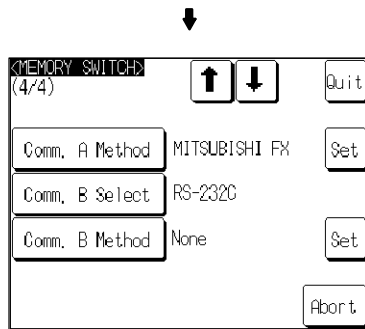 <MEMORY SWITCH>
(4/4)
Quit
Comm. A Method MITSUBISHI FX Set
Comm. B Select RS-232C
Comm. B Method None Set
Abort